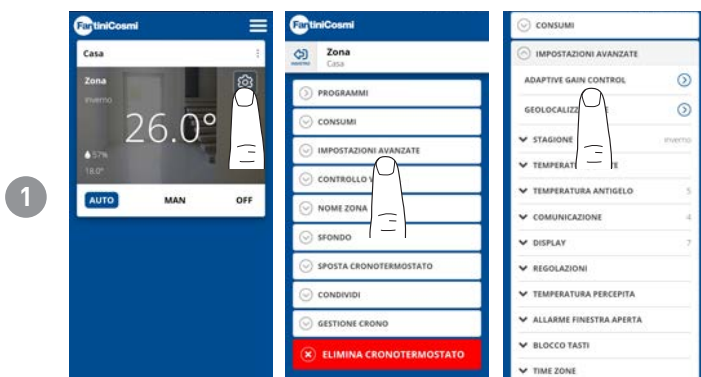 1
FantiniCosmi
Casa
Zona
inverno
26.0°
57%
18.0°
AUTO MAN OFF
FantiniCosmi
INDIETRO
Zona
Casa
PROGRAMMI
CONSUMI
IMPOSTAZIONI AVANZATE
CONTROLLO V
NOME ZONA
SFONDO
SPOSTA CRONOTERMOSTATO
CONDIVIDI
GESTIONE CRONO
ELIMINA CRONOTERMOSTATO
CONSUMI
IMPOSTAZIONI AVANZATE
ADAPTIVE GAIN CONTROL
GEOLOCALIZZ E
STAGIONE inverno
TEMPERAT TE
TEMPERATURA ANTIGELO 5
COMUNICAZIONE 4
DISPLAY 7
REGOLAZIONI
TEMPERATURA PERCEPITA
ALLARME FINESTRA APERTA
BLOCCO TASTI
TIME ZONE